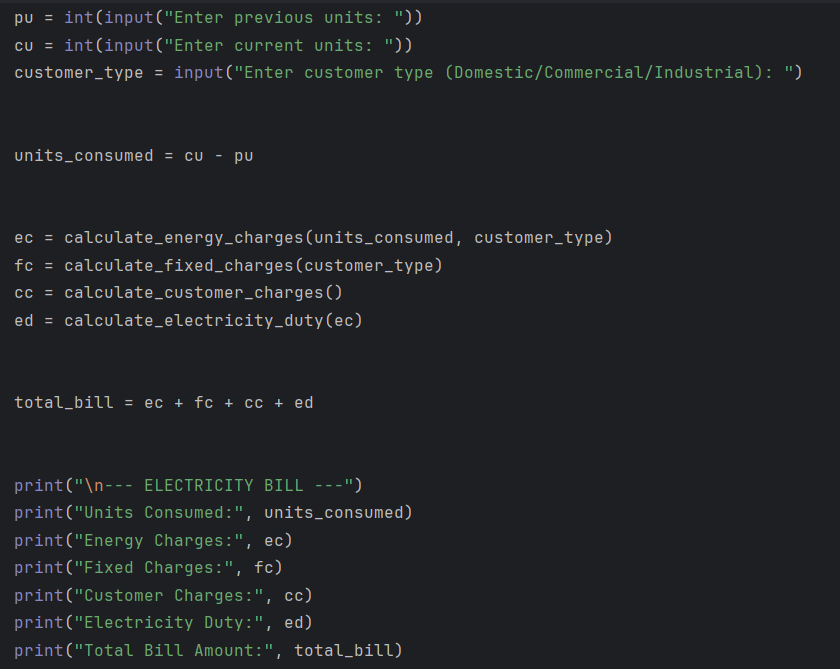 pu = int(input("Enter previous units: "))
cu = int(input("Enter current units: "))
customer_type = input("Enter customer type (Domestic/Commercial/Industrial): ")
units_consumed = cu - pu
ec = calculate_energy_charges(units_consumed, customer_type)
fc = calculate_fixed_charges(customer_type)
cc = calculate_customer_charges()
ed = calculate_electricity_duty(ec)
total_bill = ec + fc + cc + ed
print("\n--- ELECTRICITY BILL ---")
print("Units Consumed:", units_consumed)
print("Energy Charges:", ec)
print("Fixed Charges:", fc)
print("Customer Charges:", cc)
print("Electricity Duty:", ed)
print("Total Bill Amount:", total_bill)